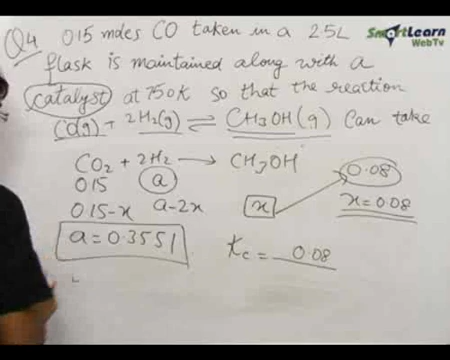 Q4 0.15 moles CO taken in a 2.5L
flask is maintained along with a
catalyst at 750K so that the reaction
CO(g) + 2H2(g) ⇌ CH3OH(g) Can take
CO2 + 2H2 → CH3OH 0.08
0.15 a
0.15-x a-2x x x = 0.08
a = 0.3551 Kc = 0.08
SmartLearn
WebTv